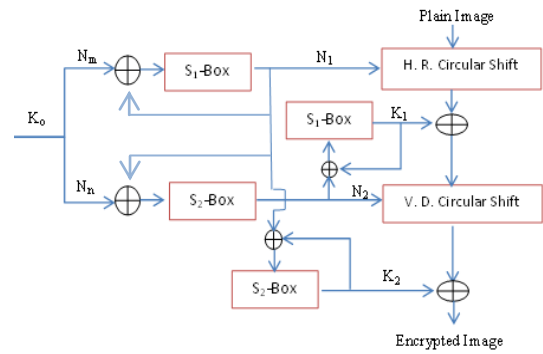 Plain Image
Nm
S1-Box
N1
H. R. Circular Shift
Ko
S1-Box
K1
Nn
S2-Box
N2
V. D. Circular Shift
S2-Box
K2
Encrypted Image